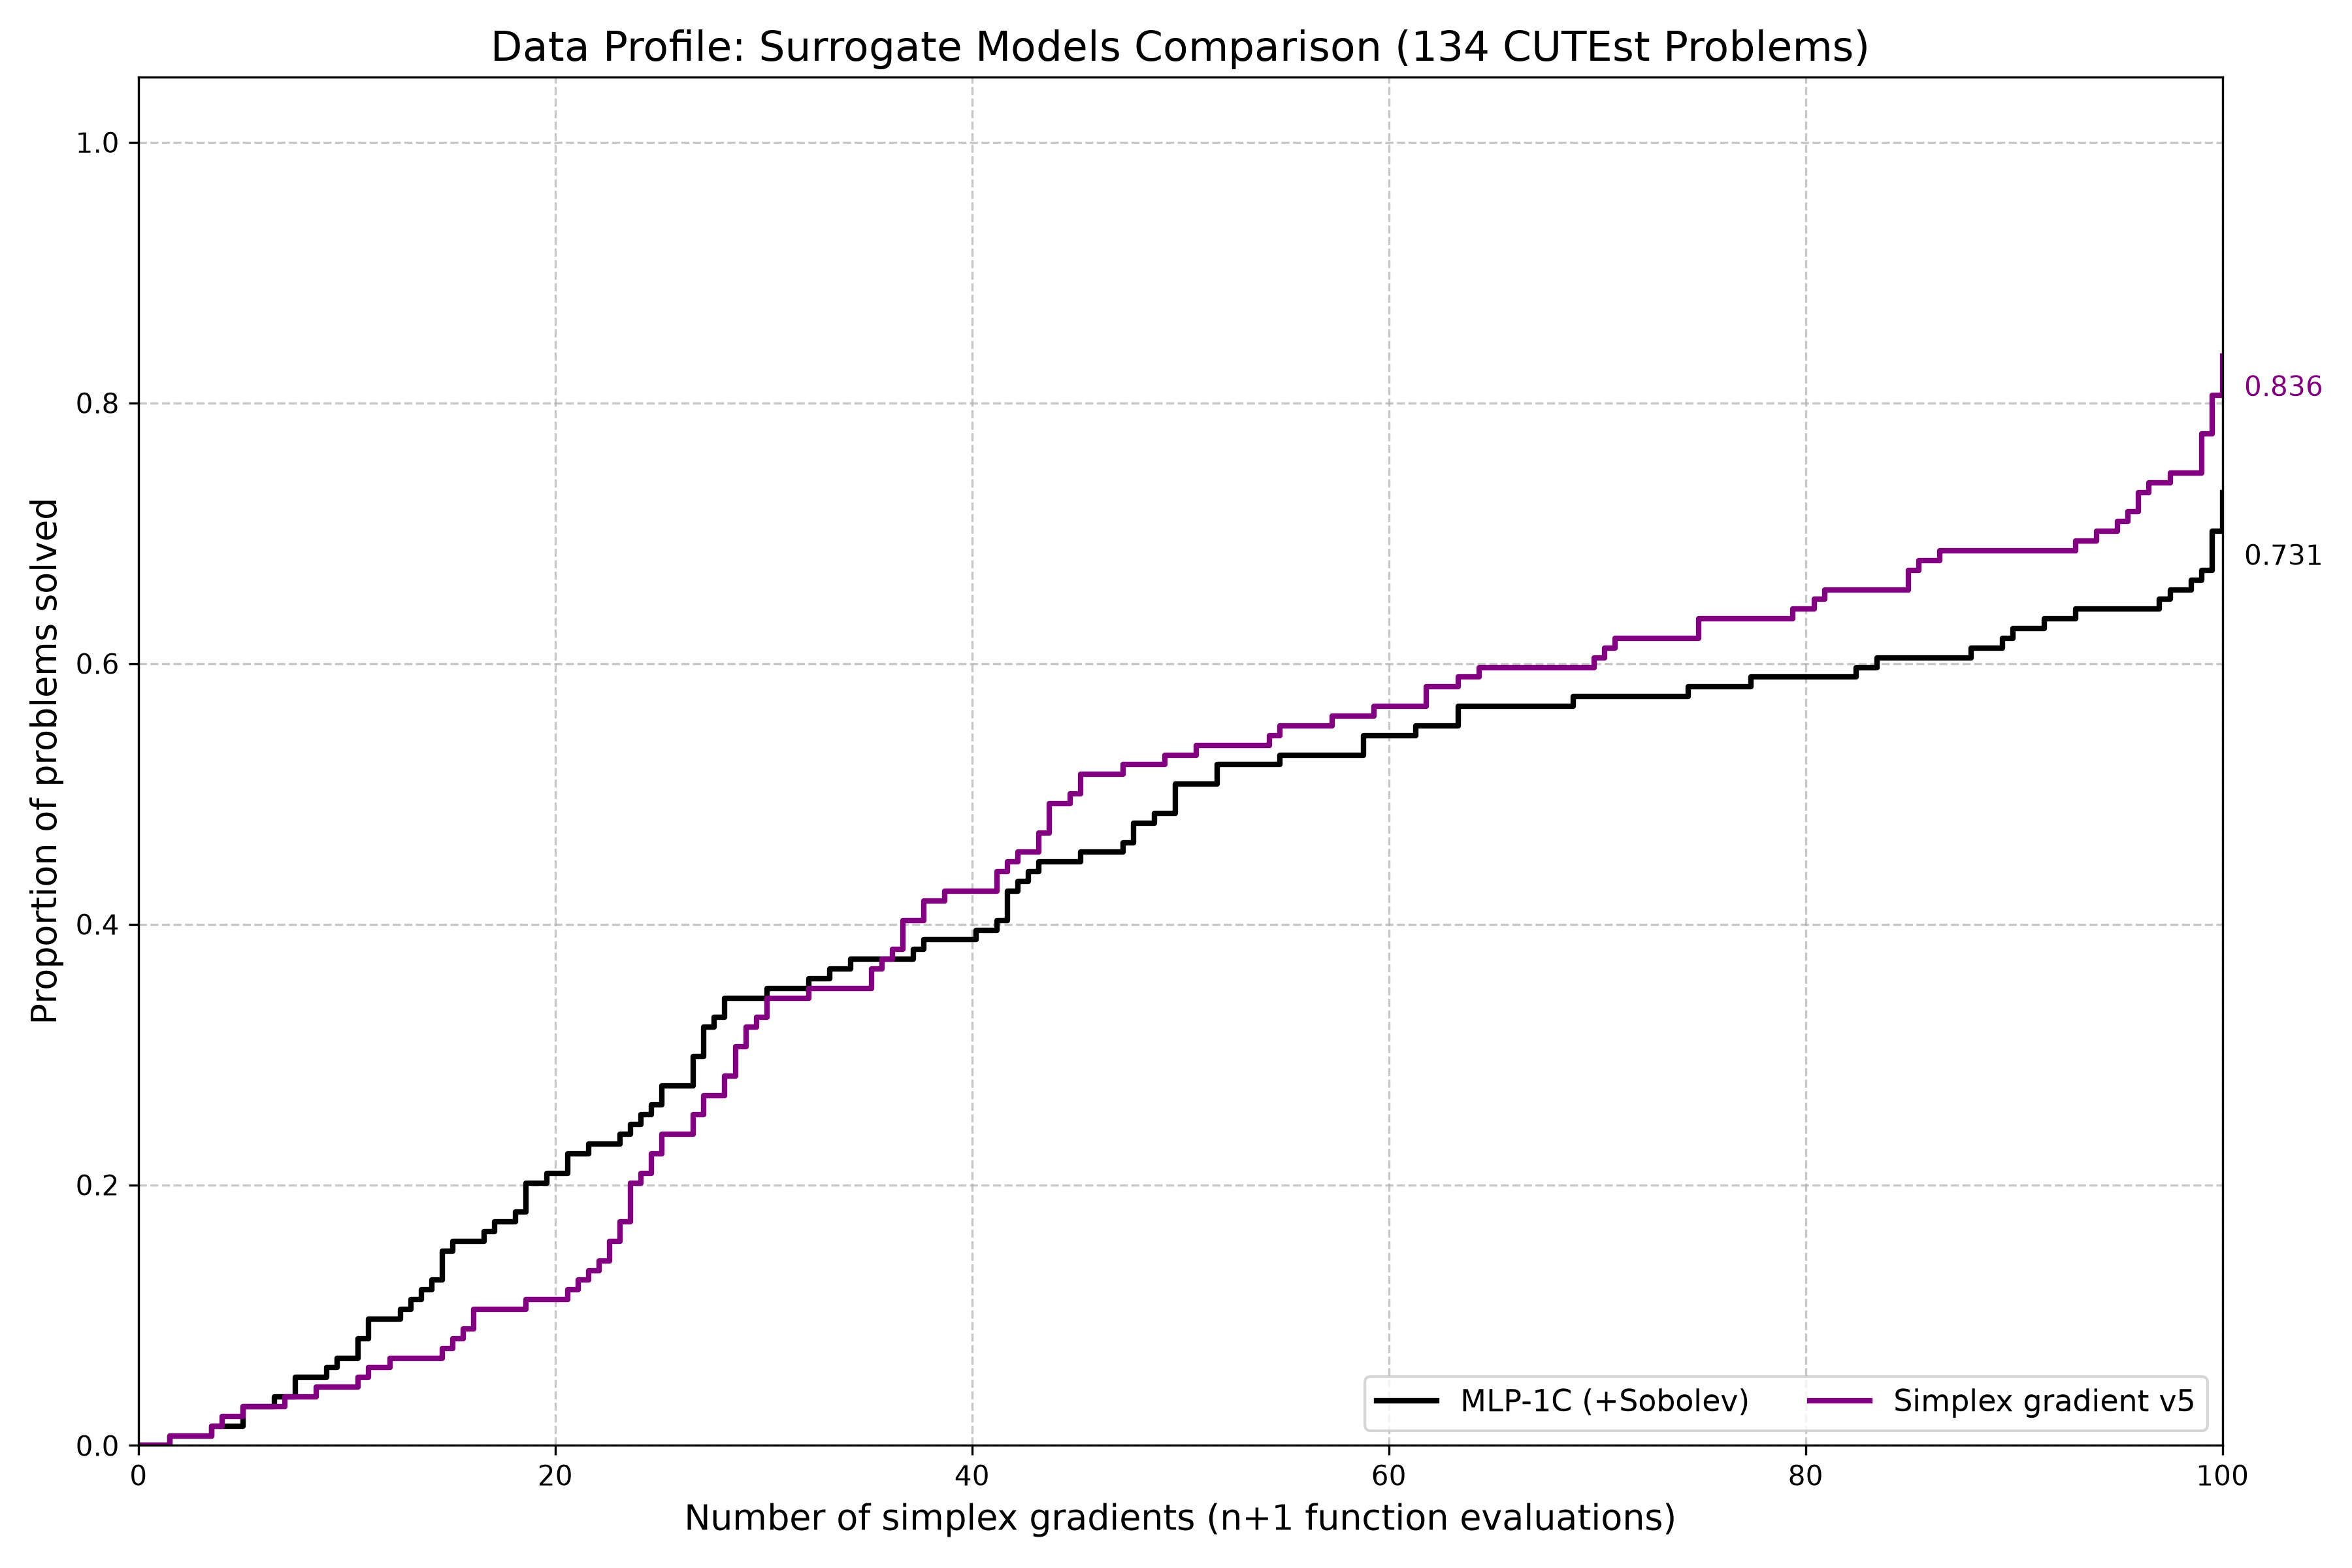 Data Profile: Surrogate Models Comparison (134 CUTEst Problems)
Proportion of problems solved
1.0
0.8
0.6
0.4
0.2
0.0
0.836
0.731
MLP-1C (+Sobolev) Simplex gradient v5
0 20 40 60 80 100
Number of simplex gradients (n+1 function evaluations)